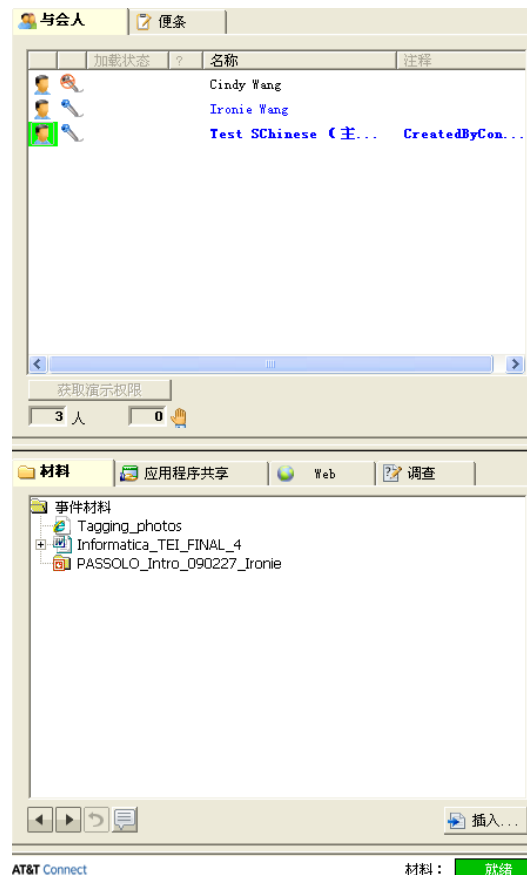 与会人 便条
加载状态 ? 名称 注释
Cindy Wang
Ironie Wang
Test SChinese (主... CreatedByCon...
获取演示权限
3 人 0
材料 应用程序共享 Web 调查
事件材料
Tagging_photos
Informatica_TEI_FINAL_4
PASSOLO_Intro_090227_Ironie
插入...
AT&T Connect 材料： 就绪